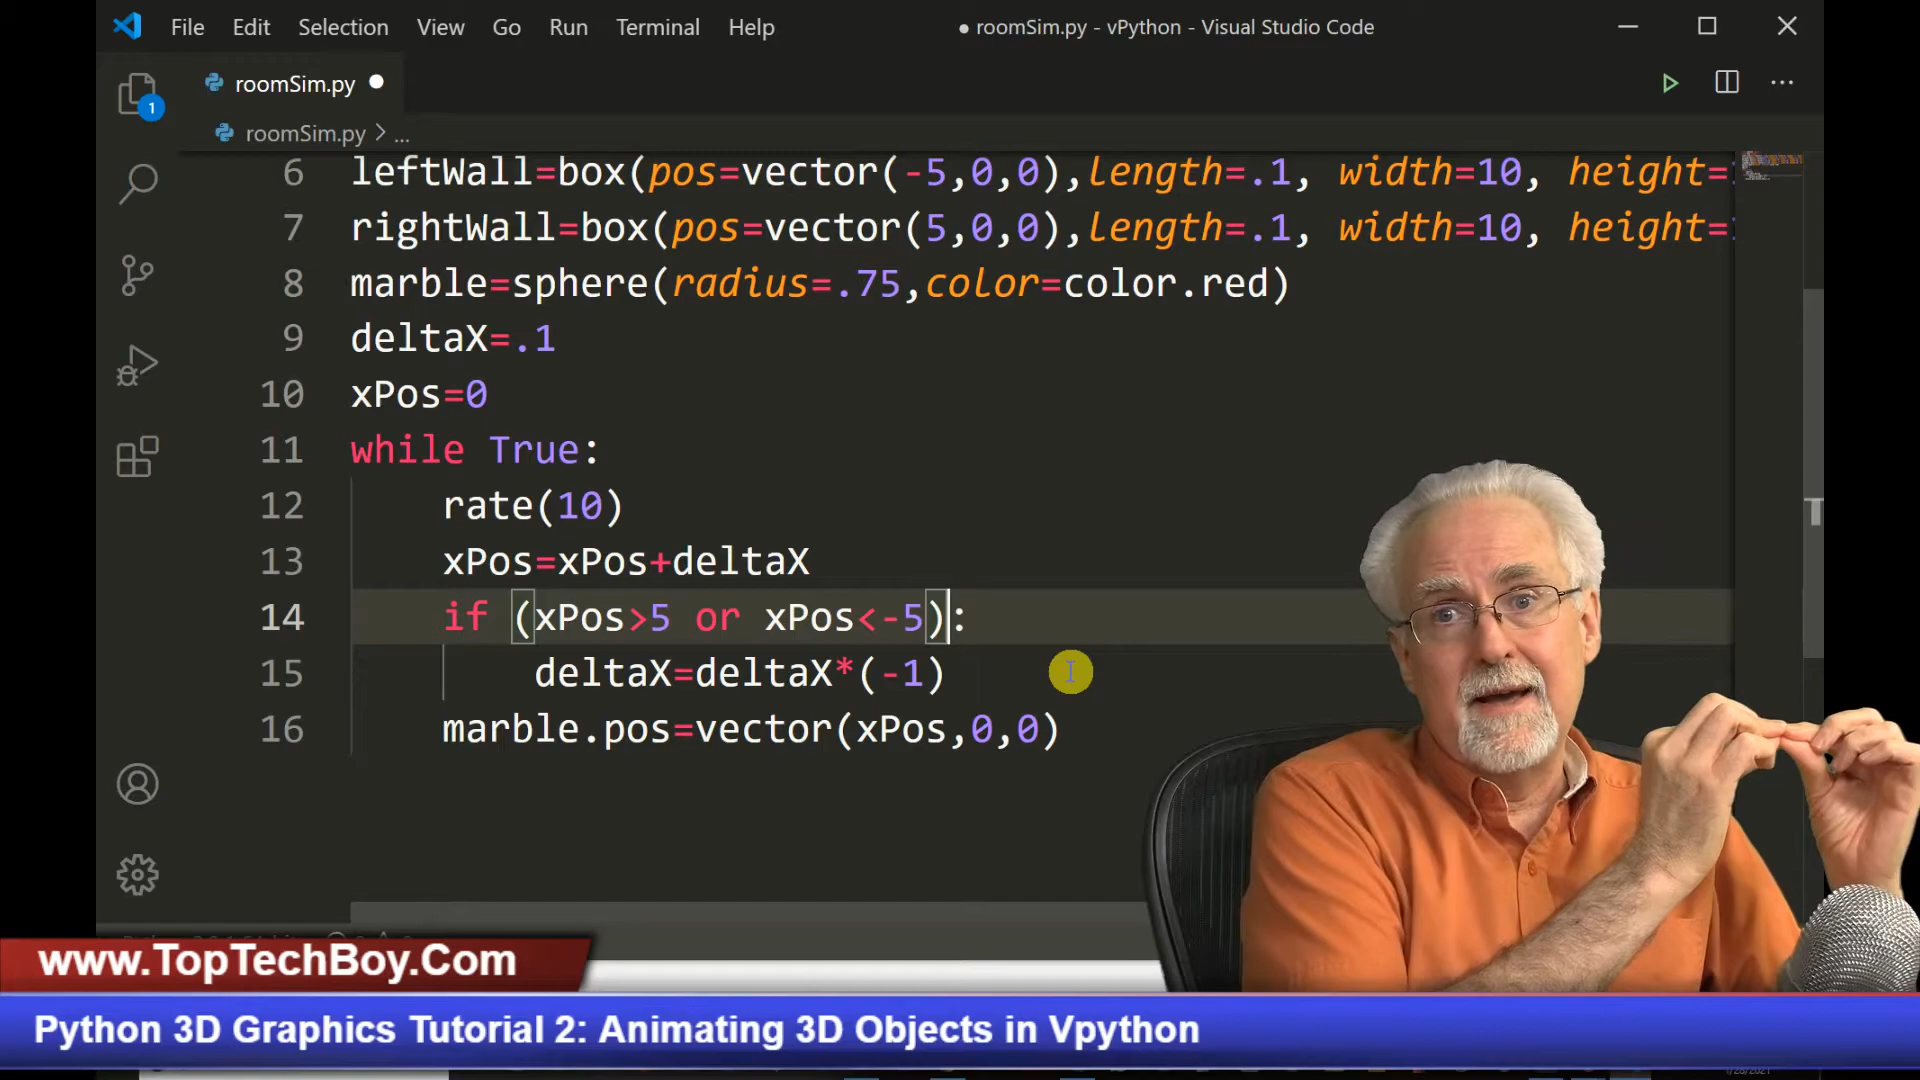 File Edit Selection View Go Run Terminal Help ● roomSim.py - vPython - Visual Studio Code
roomSim.py ●
1
roomSim.py > ...
6 leftWall=box(pos=vector(-5,0,0),length=.1, width=10, height=
7 rightWall=box(pos=vector(5,0,0),length=.1, width=10, height=
8 marble=sphere(radius=.75,color=color.red)
9 deltaX=.1
10 xPos=0
11 while True:
12 rate(10)
13 xPos=xPos+deltaX
14 if (xPos>5 or xPos<-5):
15 deltaX=deltaX*(-1)
16 marble.pos=vector(xPos,0,0)
www.TopTechBoy.Com
Python 3D Graphics Tutorial 2: Animating 3D Objects in Vpython